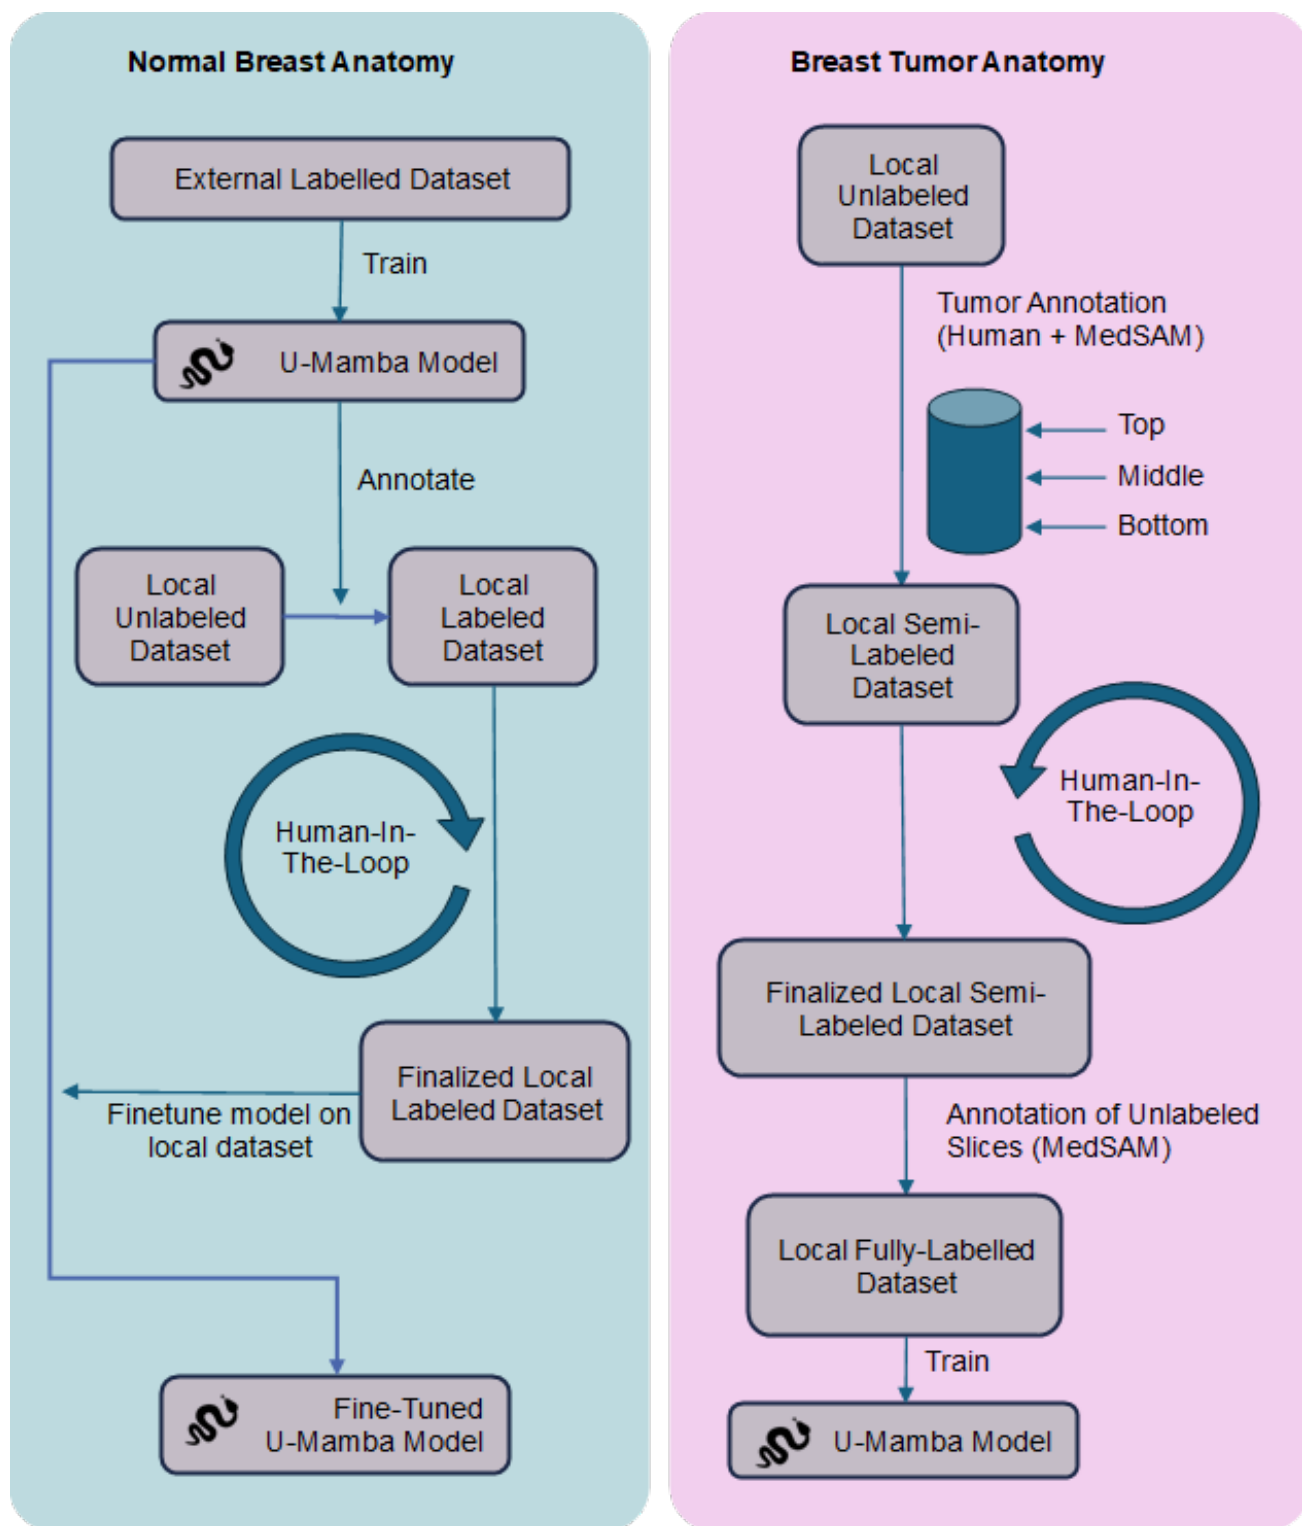 Normal Breast Anatomy
External Labelled Dataset
Train
U-Mamba Model
Annotate
Local
Unlabeled
Dataset
Local
Labeled
Dataset
Human-In-
The-Loop
Finalized Local
Labeled Dataset
Finetune model on
local dataset
Fine-Tuned
U-Mamba Model
Breast Tumor Anatomy
Local
Unlabeled
Dataset
Tumor Annotation
(Human + MedSAM)
Top
Middle
Bottom
Local Semi-
Labeled
Dataset
Human-In-
The-Loop
Finalized Local Semi-
Labeled Dataset
Annotation of Unlabeled
Slices (MedSAM)
Local Fully-Labelled
Dataset
Train
U-Mamba Model